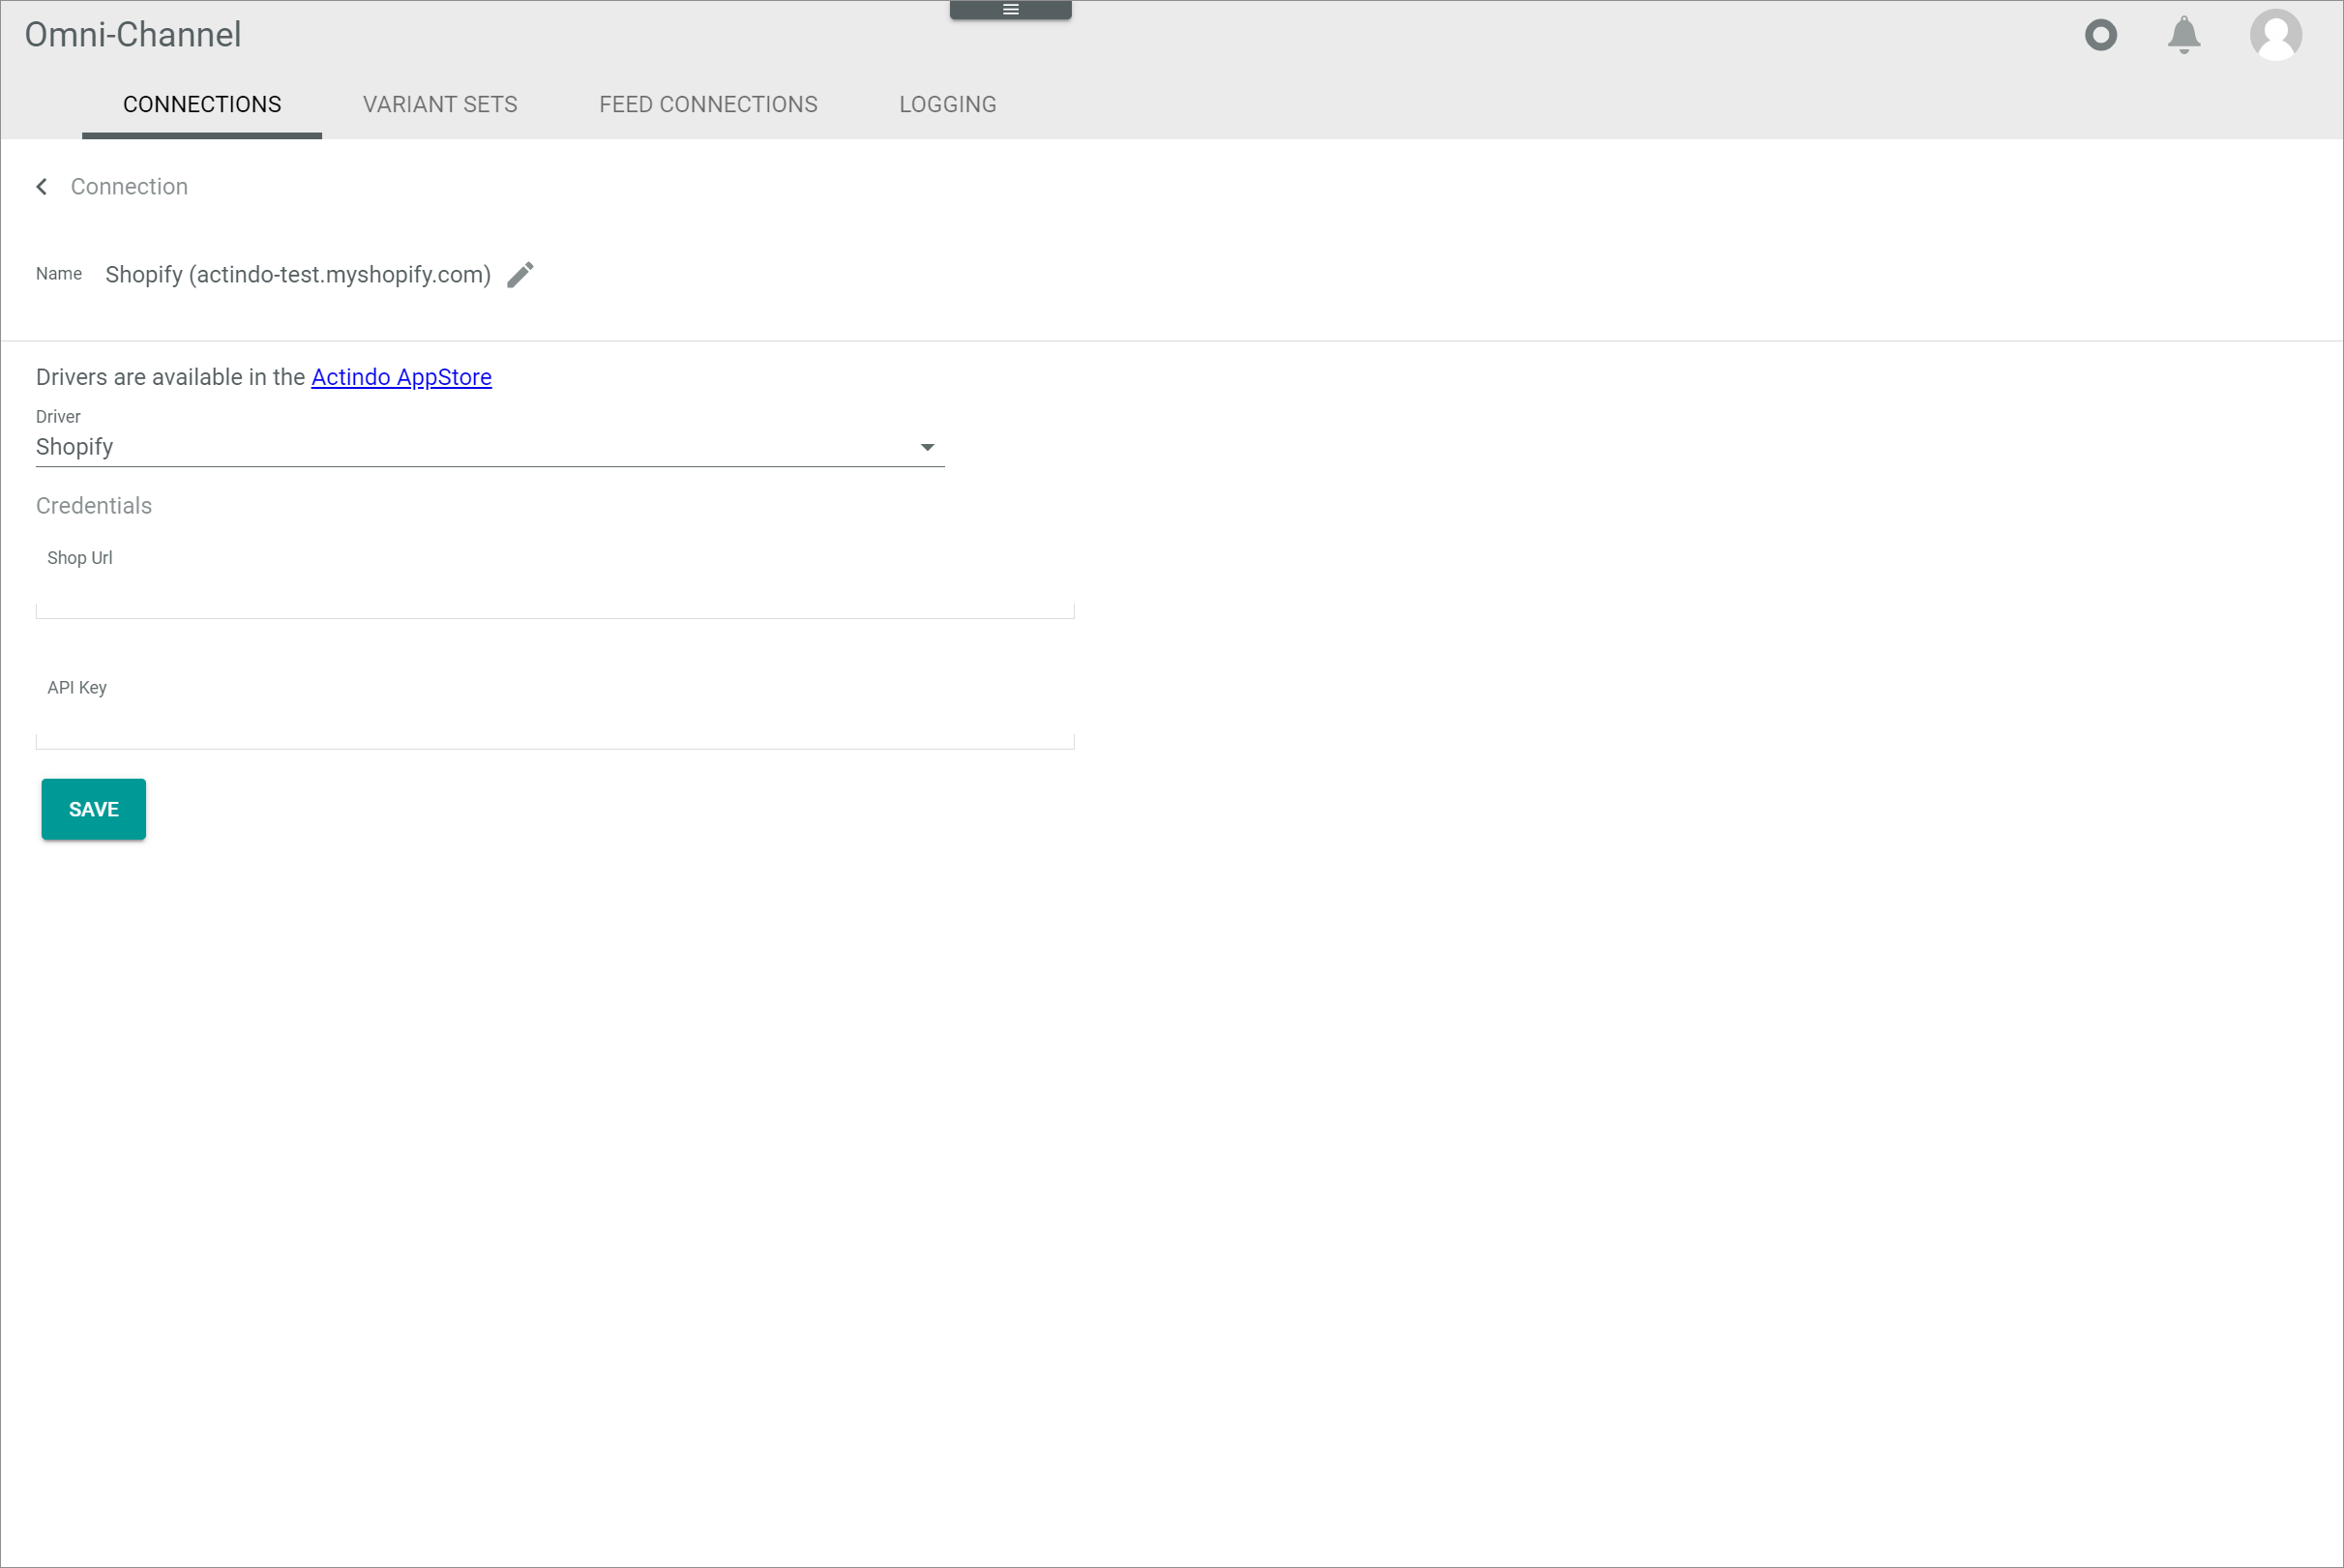 Omni-Channel
CONNECTIONS VARIANT SETS FEED CONNECTIONS LOGGING
Connection
Name Shopify (actindo-test.myshopify.com)
Drivers are available in the Actindo AppStore
Driver
Shopify
Credentials
Shop Url
API Key
SAVE